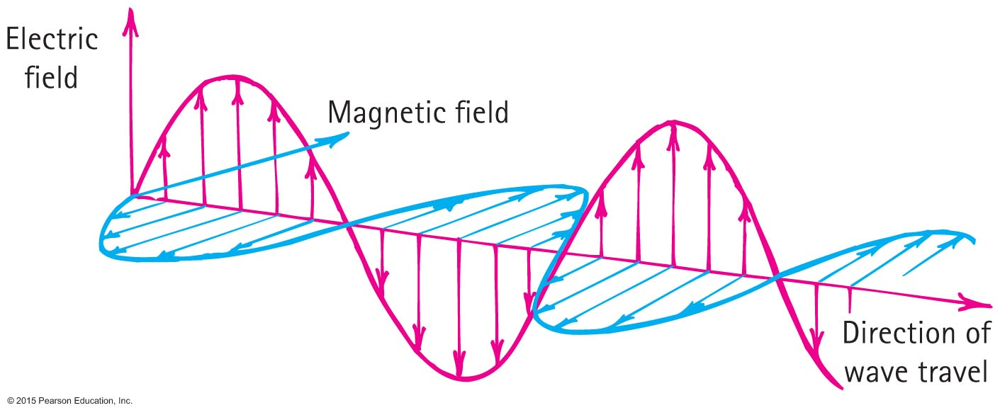 Electric
field
Magnetic field
Direction of
wave travel
© 2015 Pearson Education, Inc.